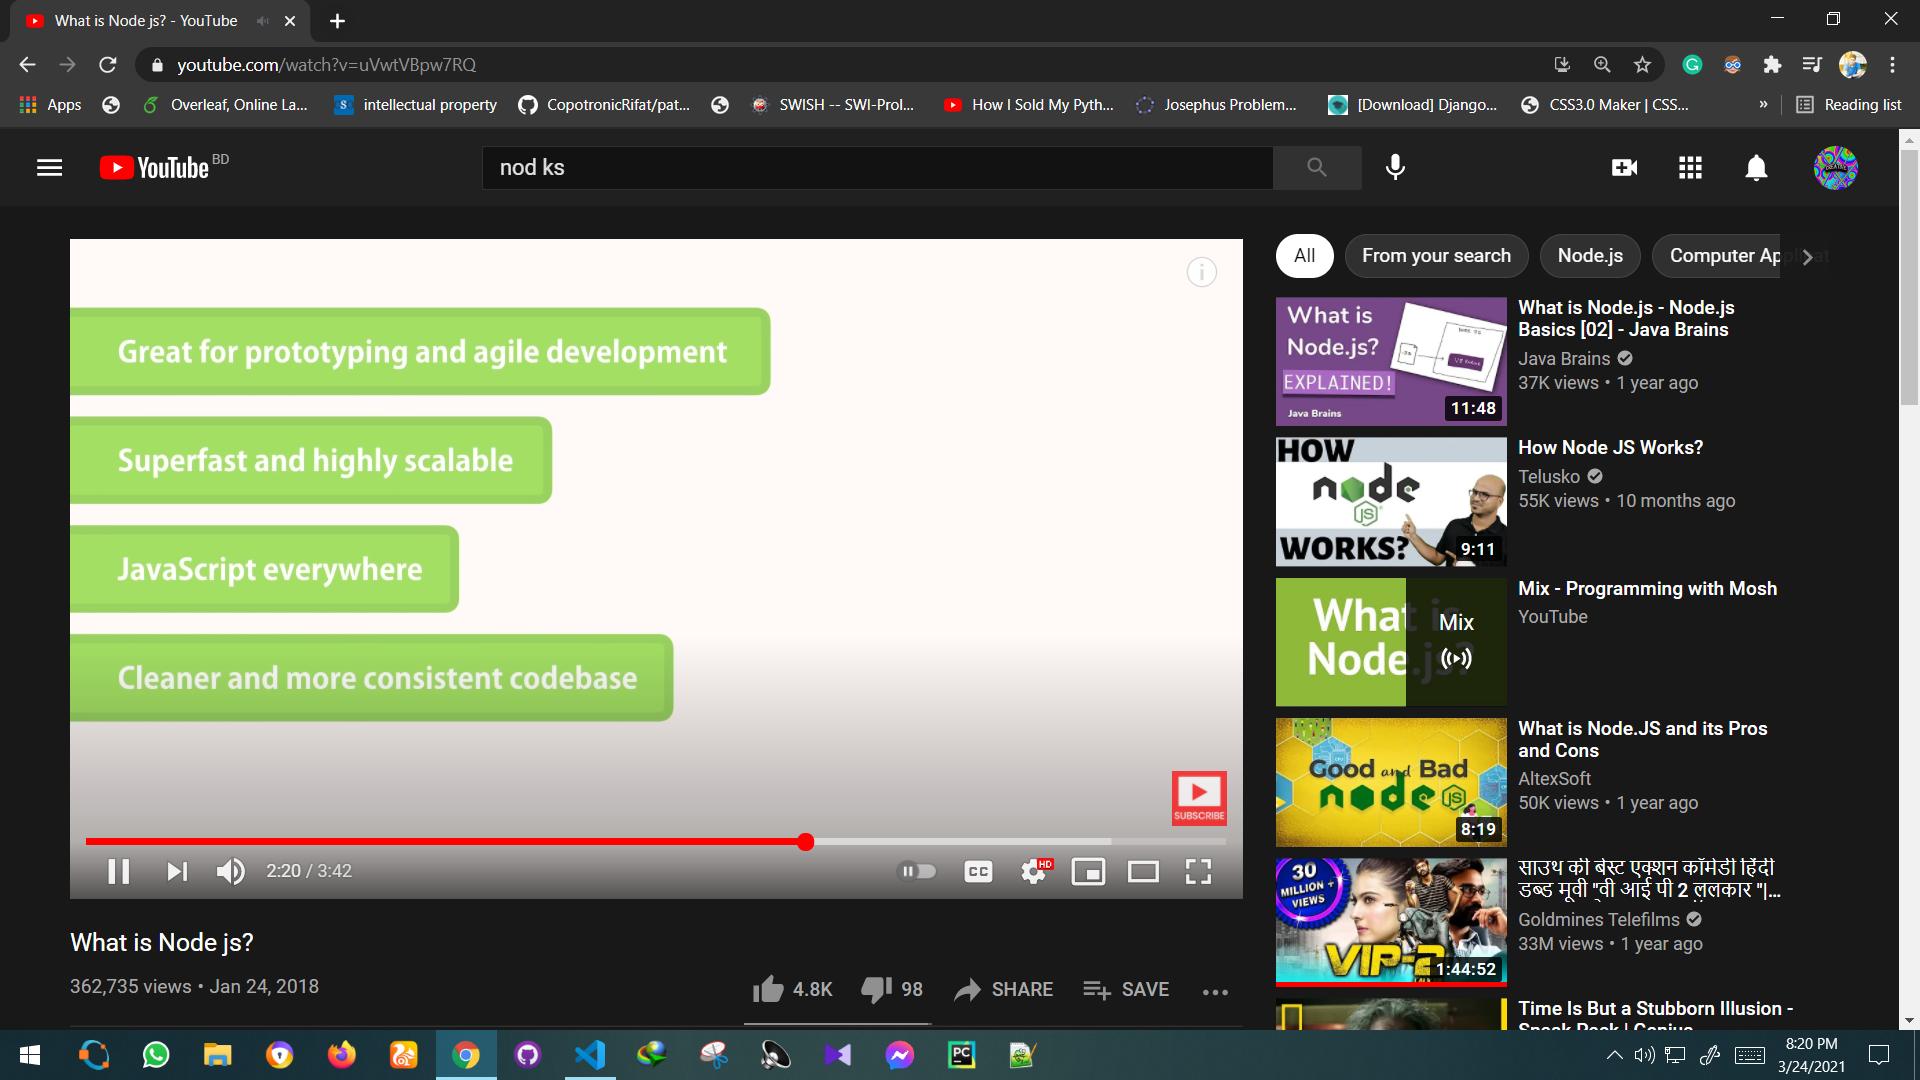 What is Node js? - YouTube
youtube.com/watch?v=uVwtVBpw7RQ
Apps
Overleaf, Online La...
intellectual property
CopotronicRifat/pat...
SWISH -- SWI-Prol...
How I Sold My Pyth...
Josephus Problem...
[Download] Django...
CSS3.0 Maker | CSS...
»
Reading list
YouTube BD
nod ks
Great for prototyping and agile development
Superfast and highly scalable
JavaScript everywhere
Cleaner and more consistent codebase
SUBSCRIBE
2:20 / 3:42
CC
HD
What is Node js?
362,735 views • Jan 24, 2018
4.8K
98
SHARE
SAVE
All
From your search
Node.js
Computer Ap
What is
Node.js?
EXPLAINED!
Java Brains
11:48
What is Node.js - Node.js
Basics [02] - Java Brains
Java Brains
37K views • 1 year ago
HOW
node
JS
WORKS?
9:11
How Node JS Works?
Telusko
55K views • 10 months ago
What is
Node.js?
Mix
Mix - Programming with Mosh
YouTube
Good and Bad
node
JS
8:19
What is Node.JS and its Pros
and Cons
AltexSoft
50K views • 1 year ago
30
MILLION +
VIEWS
VIP-2
1:44:52
साउथ की बेस्ट एक्शन कॉमेडी हिंदी
डब्ड मूवी "वी आई पी 2 ललकार "|...
Goldmines Telefilms
33M views • 1 year ago
Time Is But a Stubborn Illusion -
Sneak Peek | Genius
PC
8:20 PM
3/24/2021